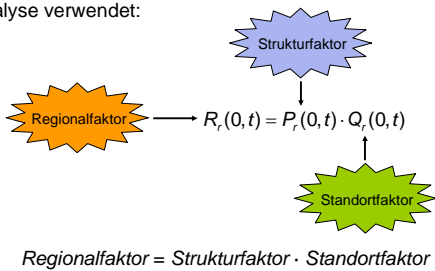 alyse verwendet:
Strukturfaktor
Regionalfaktor
R_r(0,t) = P_r(0,t) · Q_r(0,t)
Standortfaktor
Regionalfaktor = Strukturfaktor · Standortfaktor